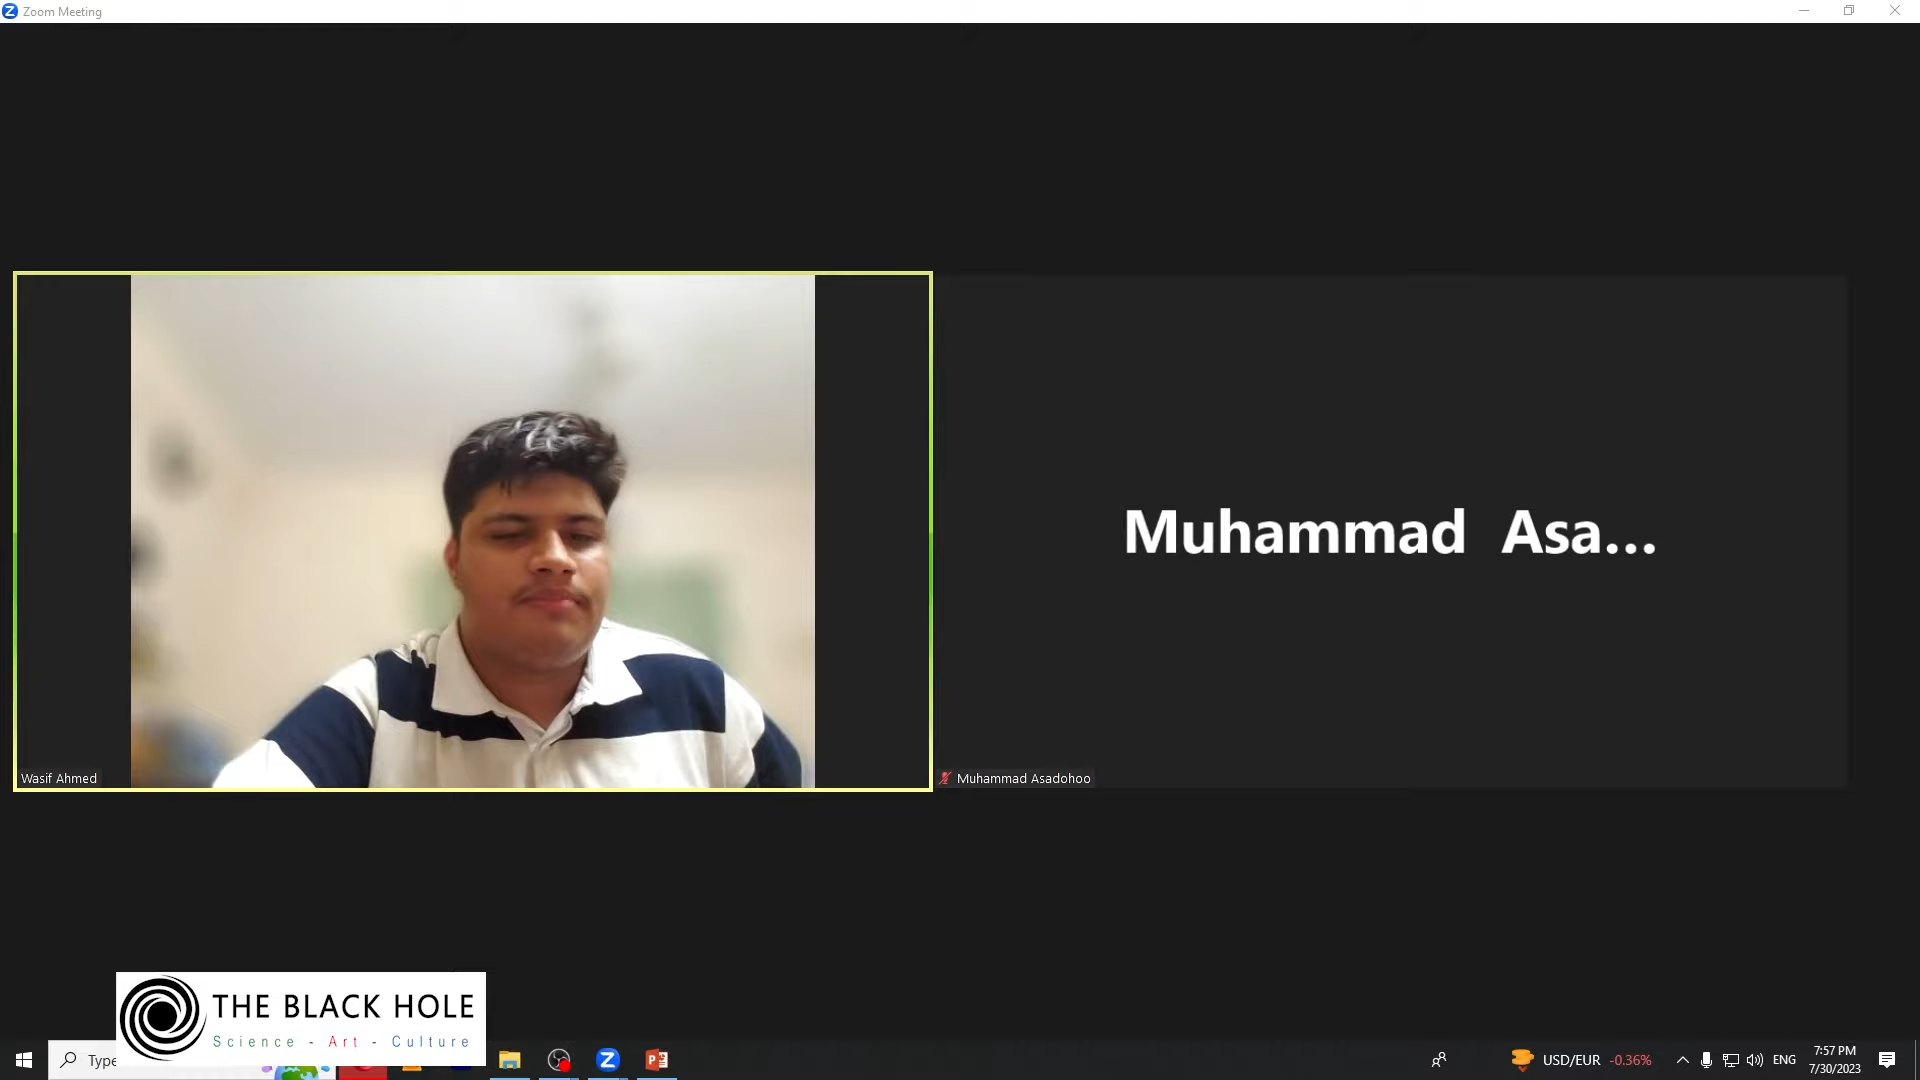 Zoom Meeting
Muhammad Asa...
Wasif Ahmed
Muhammad Asadohoo
THE BLACK HOLE
Science - Art - Culture
Type
USD/EUR -0.36%
ENG
7:57 PM
7/30/2023